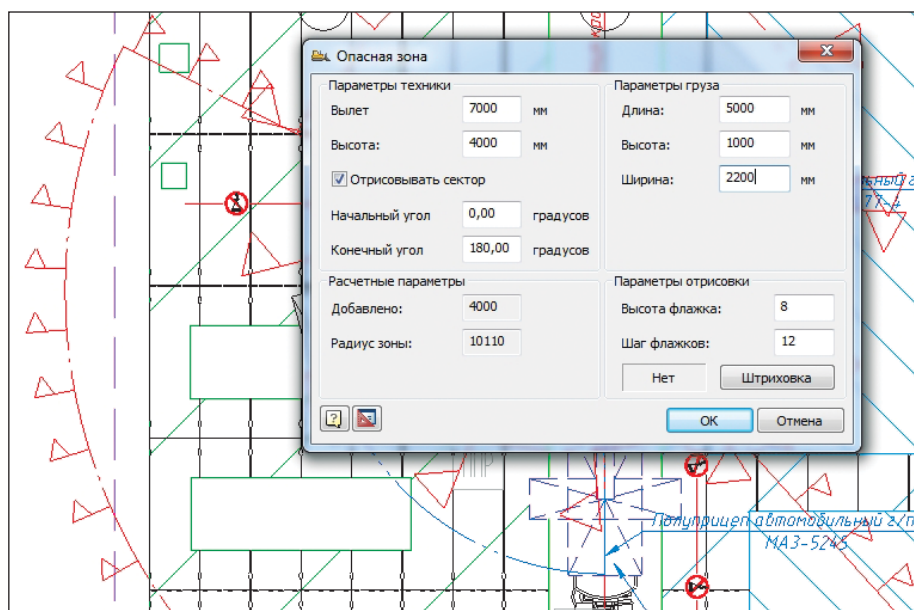 Опасная зона
Параметры техники
Вылет 7000 мм
Высота: 4000 мм
Отрисовывать сектор
Начальный угол 0,00 градусов
Конечный угол 180,00 градусов
Параметры груза
Длина: 5000 мм
Высота: 1000 мм
Ширина: 2200 мм
Расчетные параметры
Добавлено: 4000
Радиус зоны: 10110
Параметры отрисовки
Высота флажка: 8
Шаг флажков: 12
Нет Штриховка
ОК Отмена
ППР
Полуприцеп автомобильный г/п
МАЗ-5245